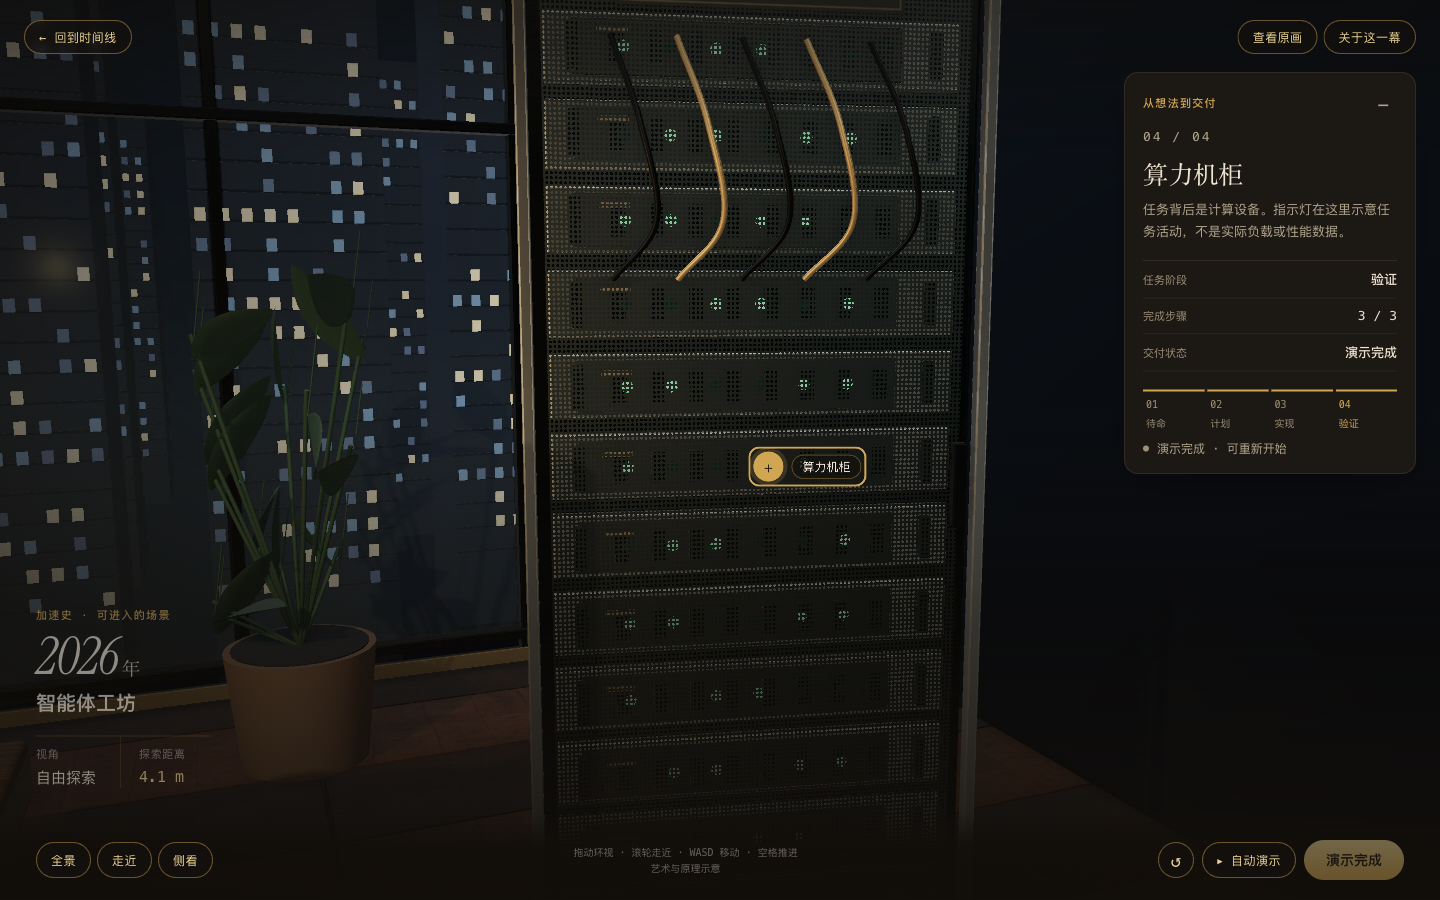 ← 回到时间线
查看原画
关于这一幕
从想法到交付
—
04 / 04
算力机柜
任务背后是计算设备。指示灯在这里示意任
务活动，不是实际负载或性能数据。
任务阶段 验证
完成步骤 3 / 3
交付状态 演示完成
01 02 03 04
待命 计划 实现 验证
演示完成 · 可重新开始
+ 算力机柜
加速史 · 可进入的场景
2026年
智能体工坊
视角 探索距离
自由探索 4.1 m
全景 走近 侧看
拖动环视 · 滚轮走近 · WASD 移动 · 空格推进
艺术与原理示意
↺ ▸ 自动演示 演示完成